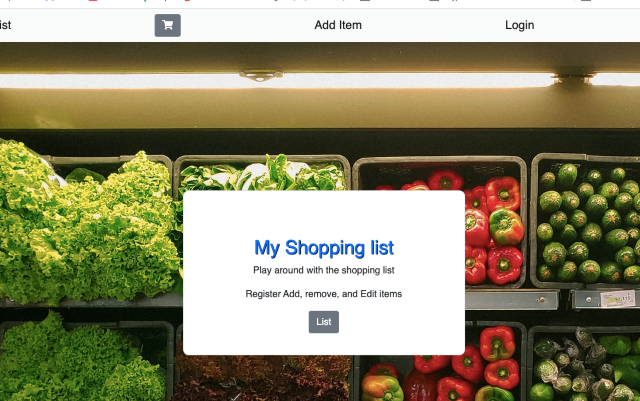 ist
Add Item
Login
My Shopping list
Play around with the shopping list
Register Add, remove, and Edit items
List